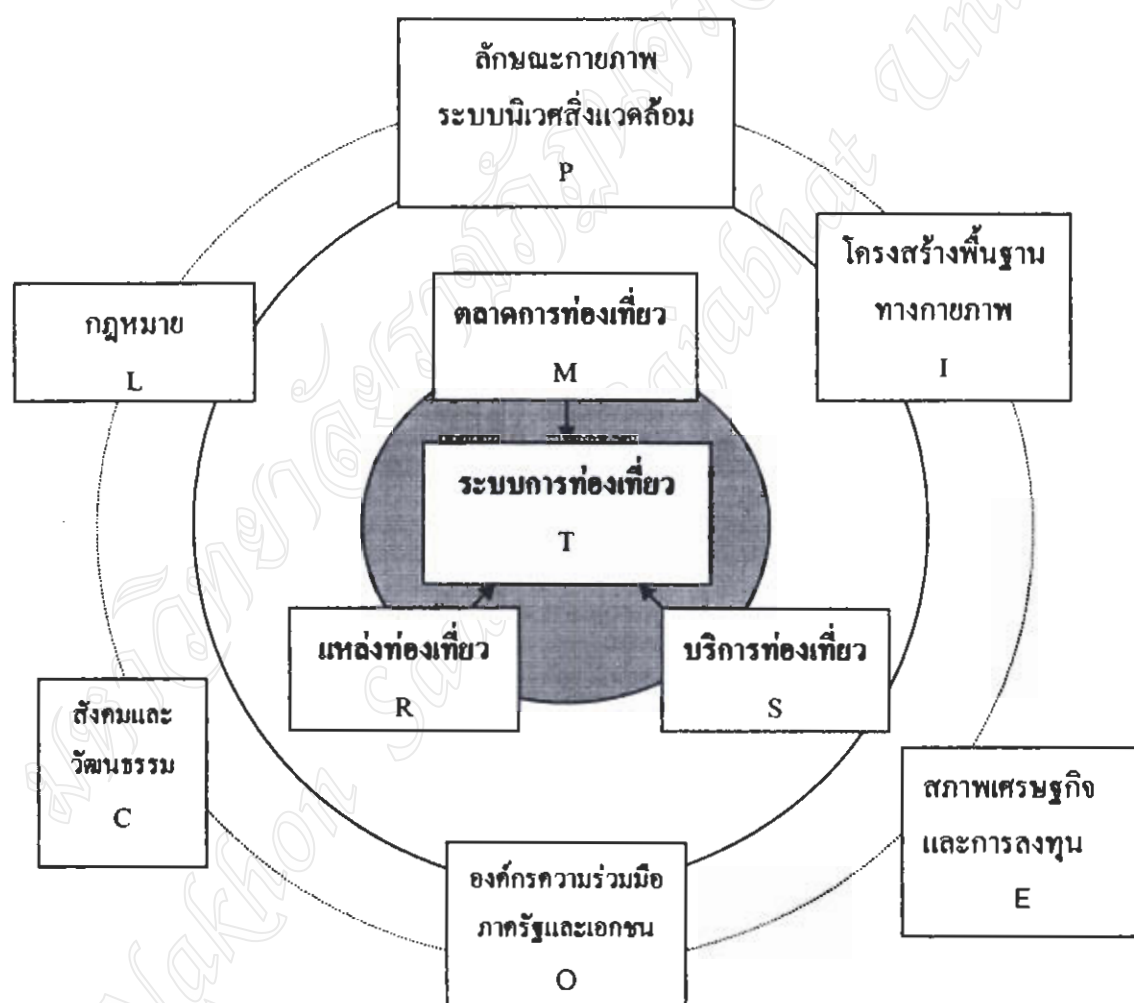 ลักษณะกายภาพ
ระบบนิเวศสิ่งแวดล้อม
P
โครงสร้างพื้นฐาน
ทางกายภาพ
I
กฎหมาย
L
ตลาดการท่องเที่ยว
M
ระบบการท่องเที่ยว
T
แหล่งท่องเที่ยว
R
บริการท่องเที่ยว
S
สังคมและ
วัฒนธรรม
C
สภาพเศรษฐกิจ
และการลงทุน
E
องค์กรความร่วมมือ
ภาครัฐและเอกชน
O
Nakhon
Rajabhat